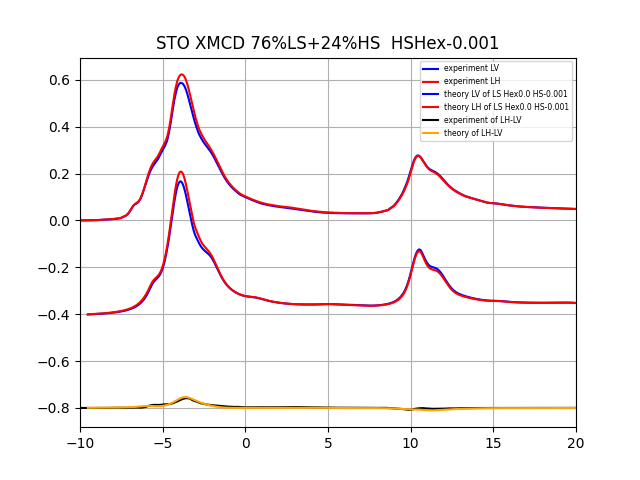 STO XMCD 76%LS+24%HS  HSHex-0.001
experiment LV
experiment LH
theory LV of LS Hex0.0 HS-0.001
theory LH of LS Hex0.0 HS-0.001
experiment of LH-LV
theory of LH-LV
0.6
0.4
0.2
0.0
−0.2
−0.4
−0.6
−0.8
−10 −5 0 5 10 15 20